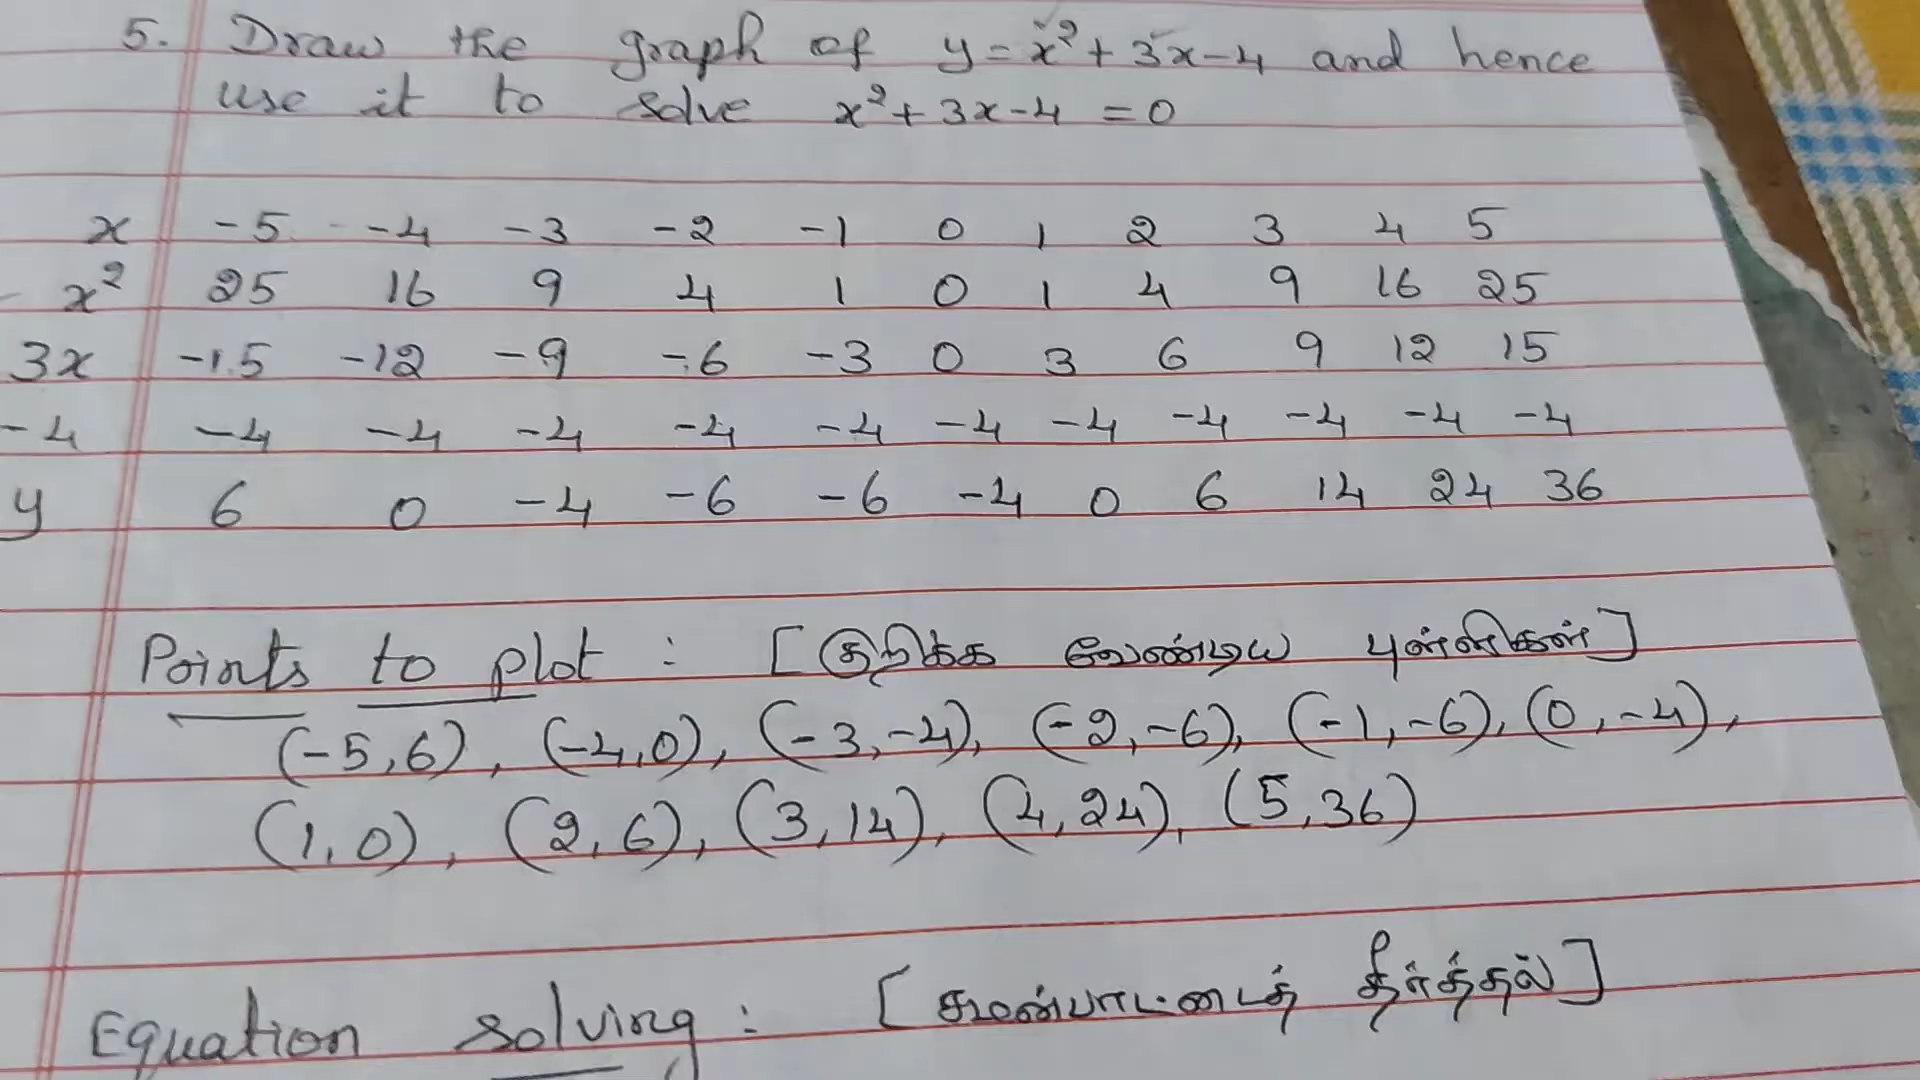 5. Draw the graph of y = x² + 3x - 4 and hence
use it to solve x² + 3x - 4 = 0
x -5 -4 -3 -2 -1 0 1 2 3 4 5
x² 25 16 9 4 1 0 1 4 9 16 25
3x -15 -12 -9 -6 -3 0 3 6 9 12 15
-4 -4 -4 -4 -4 -4 -4 -4 -4 -4 -4 -4
y 6 0 -4 -6 -6 -4 0 6 14 24 36
Points to plot : [குறிக்க வேண்டிய புள்ளிகள்]
(-5,6), (-4,0), (-3,-4), (-2,-6), (-1,-6), (0,-4),
(1,0), (2,6), (3,14), (4,24), (5,36)
Equation solving : [சமன்பாட்டைத் தீர்த்தல்]